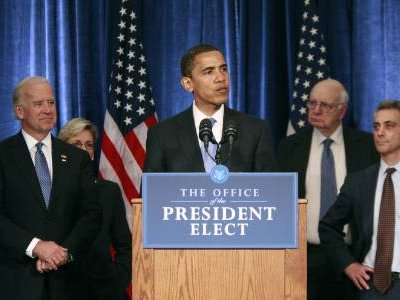 THE OFFICE
of the
PRESIDENT
ELECT